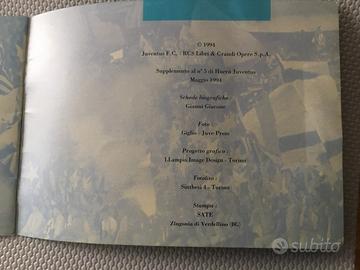 © 1994
Juventus F.C. - RCS Libri & Grandi Opere S.p.A.
Supplemento al n° 5 di Hurrà Juventus
Maggio 1994
Schede biografiche :
Gianni Giacone
Foto :
Giglio - Juve Press
Progetto grafico :
L'Lampis Image Design - Torino
Fotolito :
Sinthesi 4 - Torino
Stampa :
SATE
Zingonia di Verdellino (BG)
subito